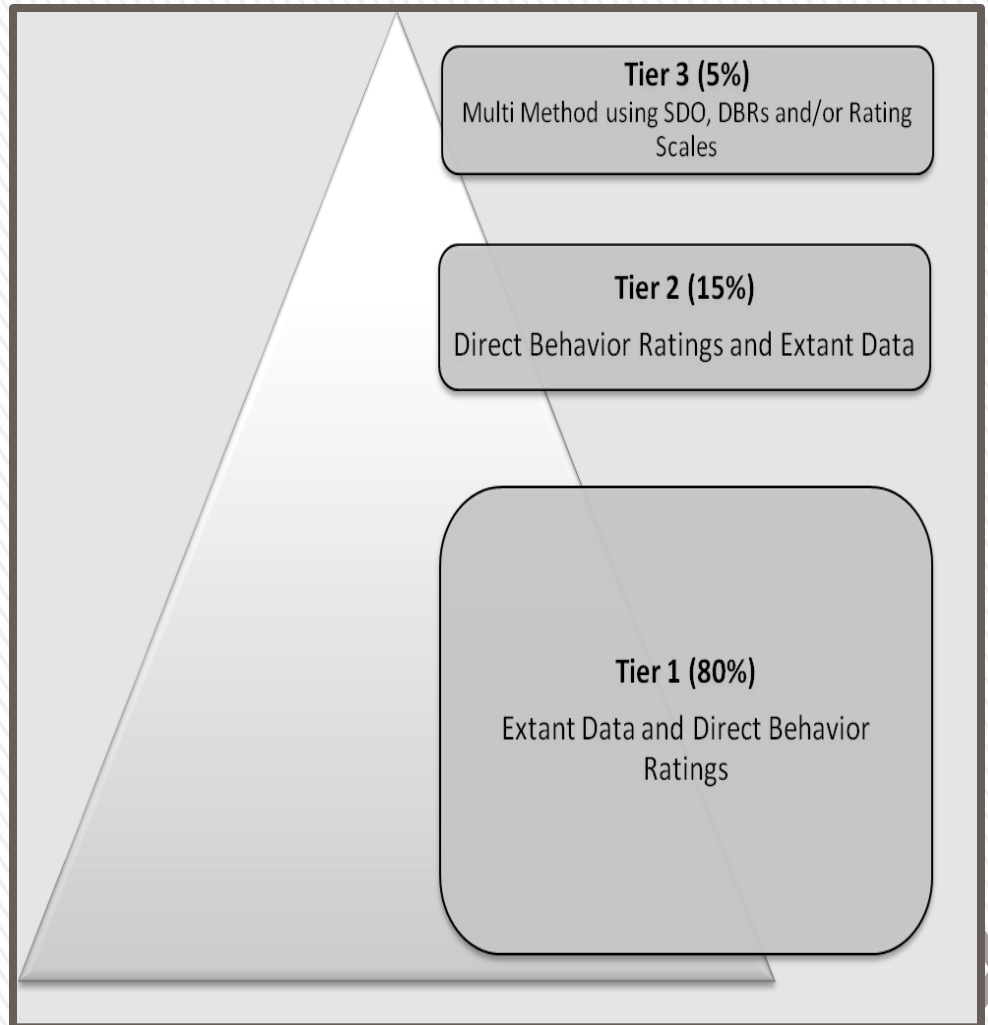 Tier 3 (5%)
Multi Method using SDO, DBRs and/or Rating
Scales
Tier 2 (15%)
Direct Behavior Ratings and Extant Data
Tier 1 (80%)
Extant Data and Direct Behavior
Ratings